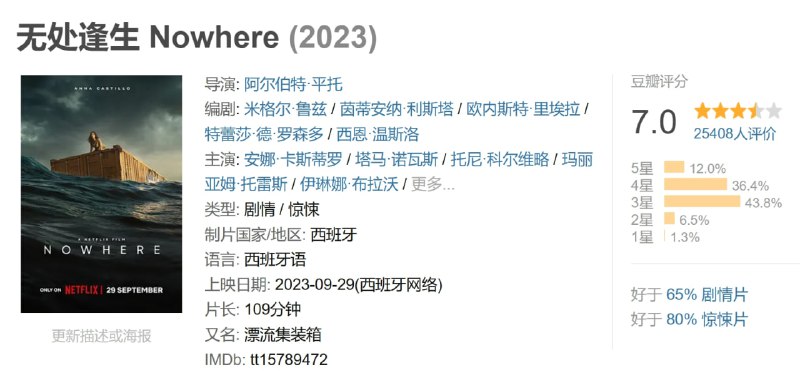 无处逢生 Nowhere (2023)
ANNA CASTILLO
A NETFLIX FILM
NOWHERE
ONLY ON NETFLIX | 29 SEPTEMBER
更新描述或海报
导演: 阿尔伯特·平托
编剧: 米格尔·鲁兹 / 茵蒂安纳·利斯塔 / 欧内斯特·里埃拉 /
特蕾莎·德·罗森多 / 西恩·温斯洛
主演: 安娜·卡斯蒂罗 / 塔马·诺瓦斯 / 托尼·科尔维略 / 玛丽
亚姆·托雷斯 / 伊琳娜·布拉沃 / 更多...
类型: 剧情 / 惊悚
制片国家/地区: 西班牙
语言: 西班牙语
上映日期: 2023-09-29(西班牙网络)
片长: 109分钟
又名: 漂流集装箱
IMDb: tt15789472
豆瓣评分
7.0
25408人评价
5星 12.0%
4星 36.4%
3星 43.8%
2星 6.5%
1星 1.3%
好于 65% 剧情片
好于 80% 惊悚片